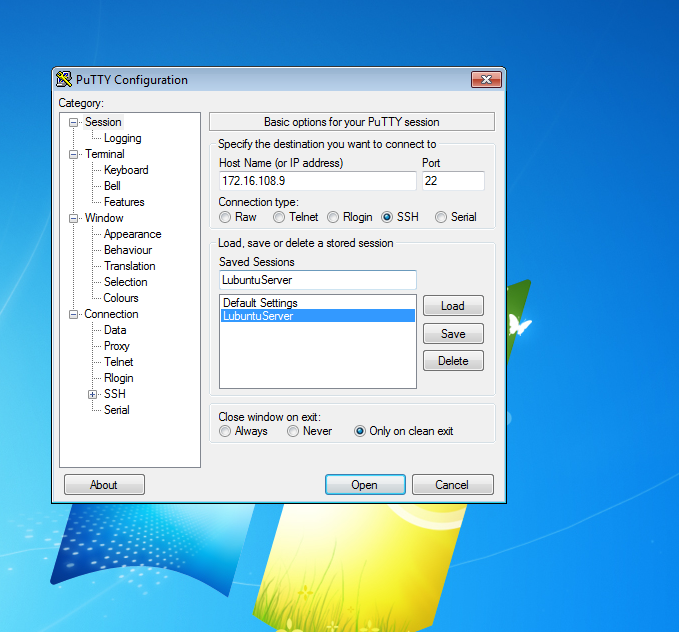 PuTTY Configuration
Category:
Session
Logging
Terminal
Keyboard
Bell
Features
Window
Appearance
Behaviour
Translation
Selection
Colours
Connection
Data
Proxy
Telnet
Rlogin
SSH
Serial
Basic options for your PuTTY session
Specify the destination you want to connect to
Host Name (or IP address) Port
172.16.108.9 22
Connection type:
Raw Telnet Rlogin SSH Serial
Load, save or delete a stored session
Saved Sessions
LubuntuServer
Default Settings
LubuntuServer
Load
Save
Delete
Close window on exit:
Always Never Only on clean exit
About Open Cancel